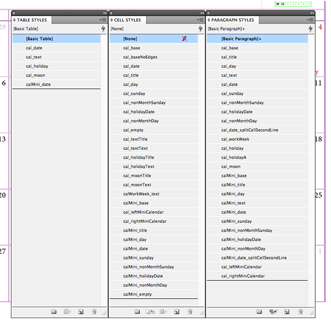 TABLE STYLES
[Basic Table]
[Basic Table]
cal_date
cal_text
cal_holiday
cal_moon
calMini_date
CELL STYLES
[None]
[None]
cal_base
cal_baseNoEdges
cal_date
cal_title
cal_day
cal_sunday
cal_nonMonthSunday
cal_holidayDate
cal_nonMonthDay
cal_empty
cal_textTitle
cal_textText
cal_holidayTitle
cal_holidayText
cal_moonTitle
cal_moonText
calWorkWeek_text
calMini_base
cal_leftMiniCalendar
cal_rightMiniCalendar
calMini_title
calMini_day
calMini_date
calMini_sunday
calMini_nonMonthSunday
calMini_holidayDate
calMini_nonMonthDay
calMini_empty
PARAGRAPH STYLES
[Basic Paragraph]+
[Basic Paragraph]+
cal_base
cal_title
cal_day
cal_text
cal_date
cal_sunday
cal_nonMonthSunday
cal_holidayDate
cal_nonMonthDay
cal_date_splitCellSecondLine
cal_workWeek
cal_holiday
cal_holidayA
cal_moon
calMini_base
calMini_title
calMini_day
calMini_date
calMini_sunday
calMini_nonMonthSunday
calMini_holidayDate
calMini_nonMonthDay
calMini_date_splitCellSecondLine
cal_leftMiniCalendar
cal_rightMiniCalendar
6
13
20
27
4
11
18
25